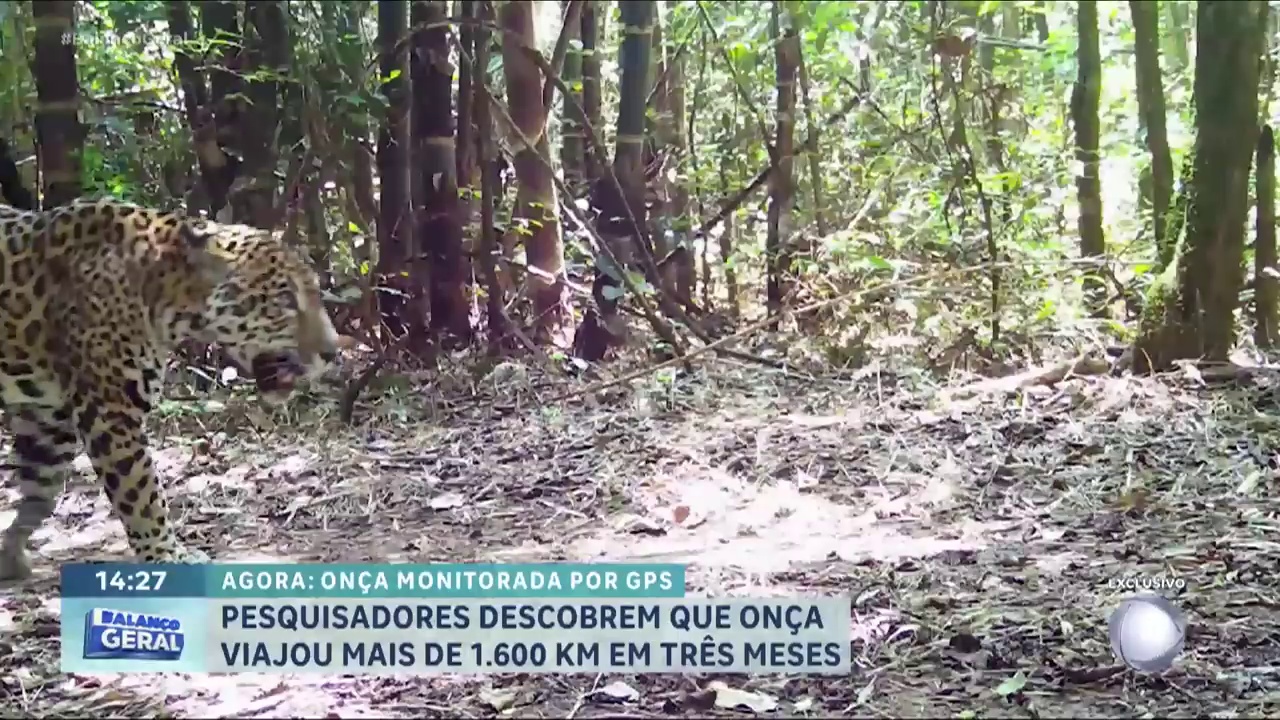 #BalançoGeral
14:27
AGORA: ONÇA MONITORADA POR GPS
BALANÇO
GERAL
PESQUISADORES DESCOBREM QUE ONÇA
VIAJOU MAIS DE 1.600 KM EM TRÊS MESES
EXCLUSIVO